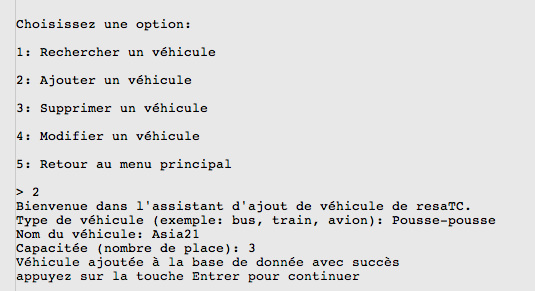 Choisissez une option:
1: Rechercher un véhicule
2: Ajouter un véhicule
3: Supprimer un véhicule
4: Modifier un véhicule
5: Retour au menu principal
> 2
Bienvenue dans l'assistant d'ajout de véhicule de resaTC.
Type de véhicule (exemple: bus, train, avion): Pousse-pousse
Nom du véhicule: Asia21
Capacitée (nombre de place): 3
Véhicule ajoutée à la base de donnée avec succès
appuyez sur la touche Entrer pour continuer